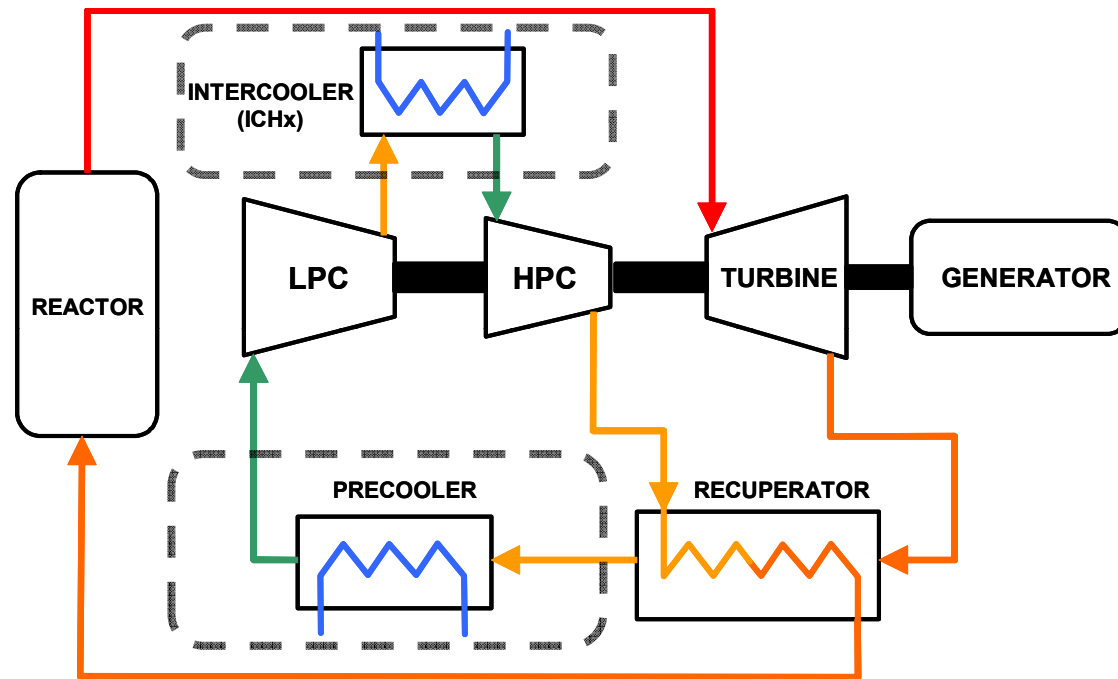 INTERCOOLER
(ICHx)
REACTOR
LPC
HPC
TURBINE
GENERATOR
PRECOOLER
RECUPERATOR